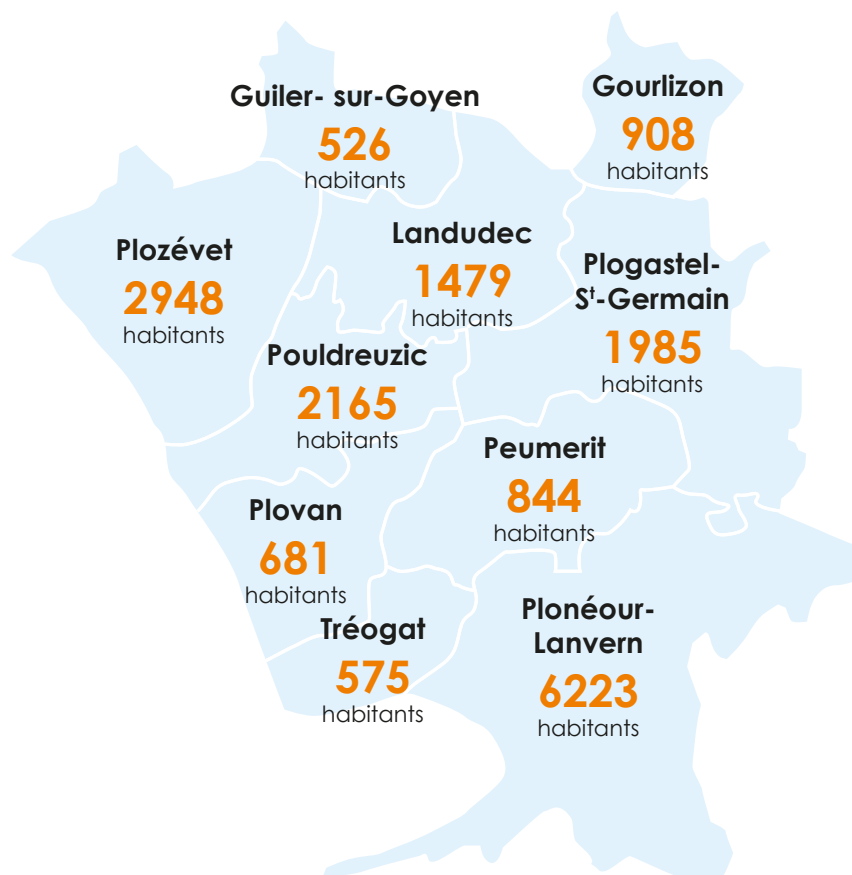 Guiler- sur-Goyen
526
habitants
Gourlizon
908
habitants
Plozévet
2948
habitants
Landudec
1479
habitants
Plogastel-
Sᵗ-Germain
1985
habitants
Pouldreuzic
2165
habitants
Peumerit
844
habitants
Plovan
681
habitants
Tréogat
575
habitants
Plonéour-
Lanvern
6223
habitants